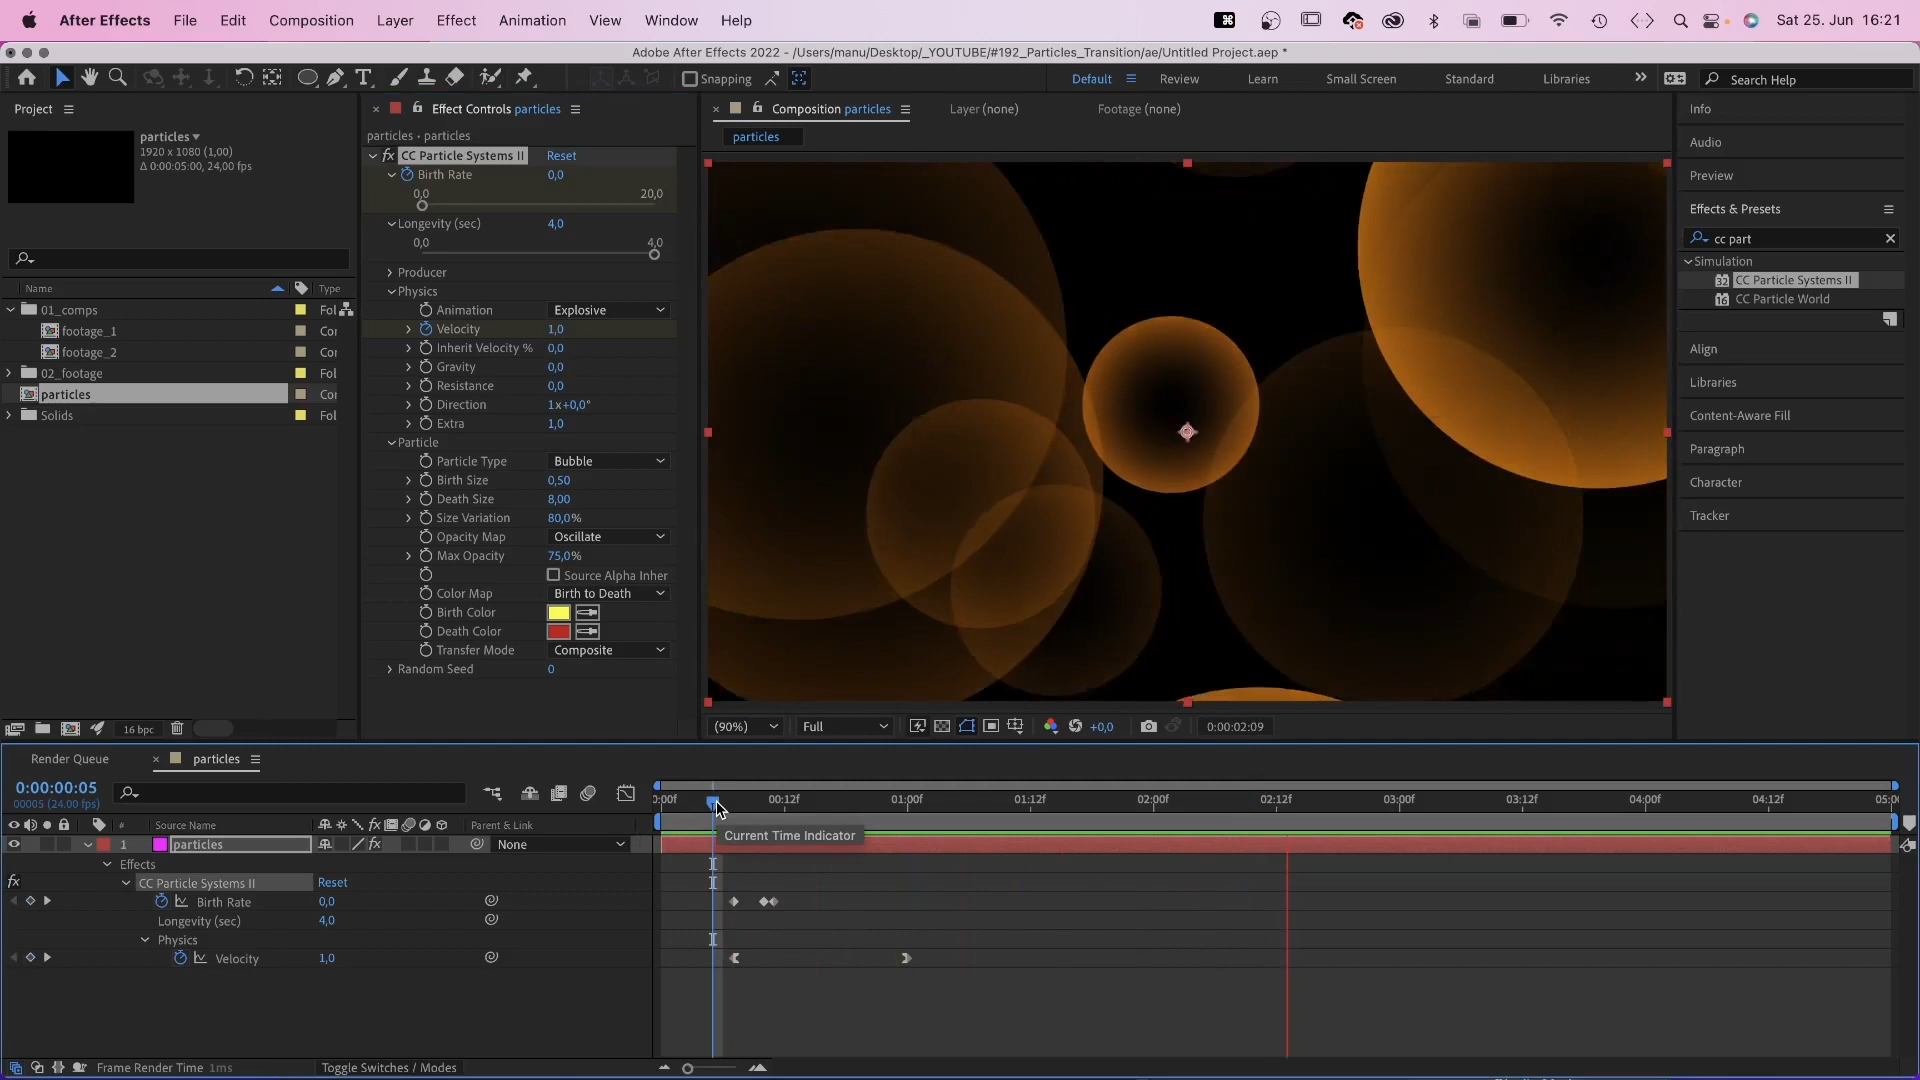 After Effects File Edit Composition Layer Effect Animation View Window Help Sat 25. Jun 16:21
Adobe After Effects 2022 - /Users/manu/Desktop/_YOUTUBE/#192_Particles_Transition/ae/Untitled Project.aep *
Snapping Default Review Learn Small Screen Standard Libraries Search Help
Project
particles
1920 x 1080 (1,00)
Δ 0:00:05:00, 24,00 fps
Name Type
01_comps Fol
footage_1 Cor
footage_2 Cor
02_footage Fol
particles Cor
Solids Fol
16 bpc
Effect Controls particles
particles • particles
fx CC Particle Systems II Reset
Birth Rate 0,0
0,0 20,0
Longevity (sec) 4,0
0,0 4,0
Producer
Physics
Animation Explosive
Velocity 1,0
Inherit Velocity % 0,0
Gravity 0,0
Resistance 0,0
Direction 1x+0,0°
Extra 1,0
Particle
Particle Type Bubble
Birth Size 0,50
Death Size 8,00
Size Variation 80,0%
Opacity Map Oscillate
Max Opacity 75,0%
Source Alpha Inher
Color Map Birth to Death
Birth Color
Death Color
Transfer Mode Composite
Random Seed 0
Composition particles Layer (none) Footage (none)
particles
(90%) Full +0,0 0:00:02:09
Info
Audio
Preview
Effects & Presets
cc part
Simulation
32 CC Particle Systems II
16 CC Particle World
Align
Libraries
Content-Aware Fill
Paragraph
Character
Tracker
Render Queue particles
0:00:00:05
00005 (24.00 fps)
0:00f 00:12f 01:00f 01:12f 02:00f 02:12f 03:00f 03:12f 04:00f 04:12f 05:00
# Source Name fx Parent & Link
Current Time Indicator
1 particles fx None
Effects
fx CC Particle Systems II Reset
Birth Rate 0,0
Longevity (sec) 4,0
Physics
Velocity 1,0
Frame Render Time 1ms Toggle Switches / Modes